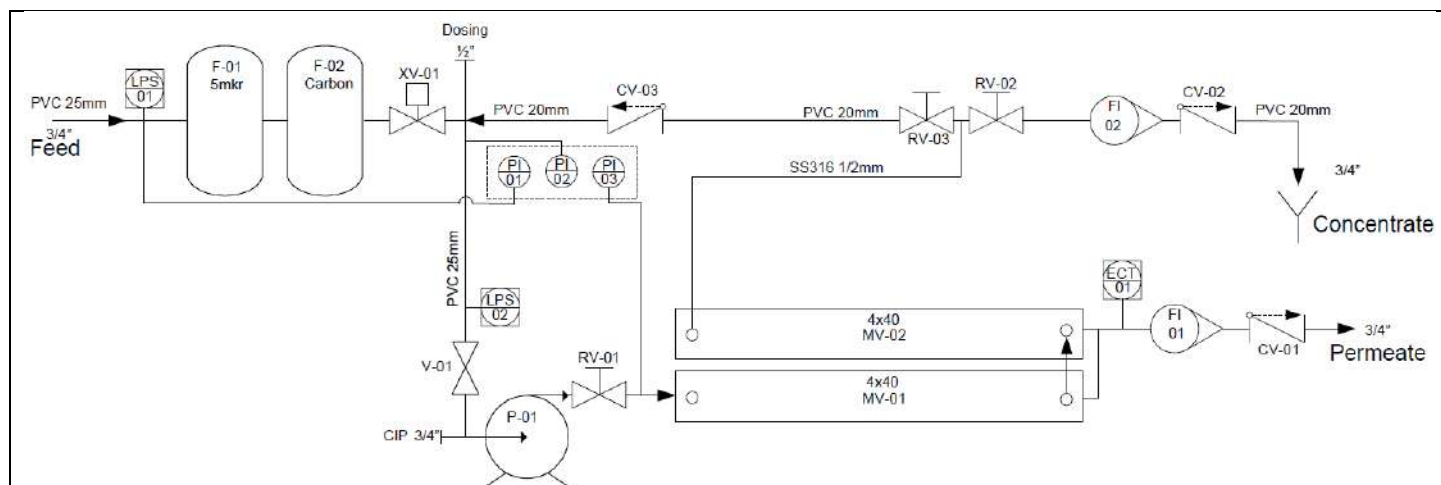 Dosing
½"
F-01
5mkr
F-02
Carbon
XV-01
LPS
01
PVC 25mm
3/4"
Feed
PVC 20mm
CV-03
PVC 20mm
RV-03
RV-02
FI
02
CV-02
PVC 20mm
3/4"
Concentrate
PI
01
PI
02
PI
03
SS316 1/2mm
PVC 25mm
LPS
02
V-01
RV-01
P-01
CIP 3/4"
4x40
MV-02
4x40
MV-01
ECT
01
FI
01
CV-01
3/4"
Permeate